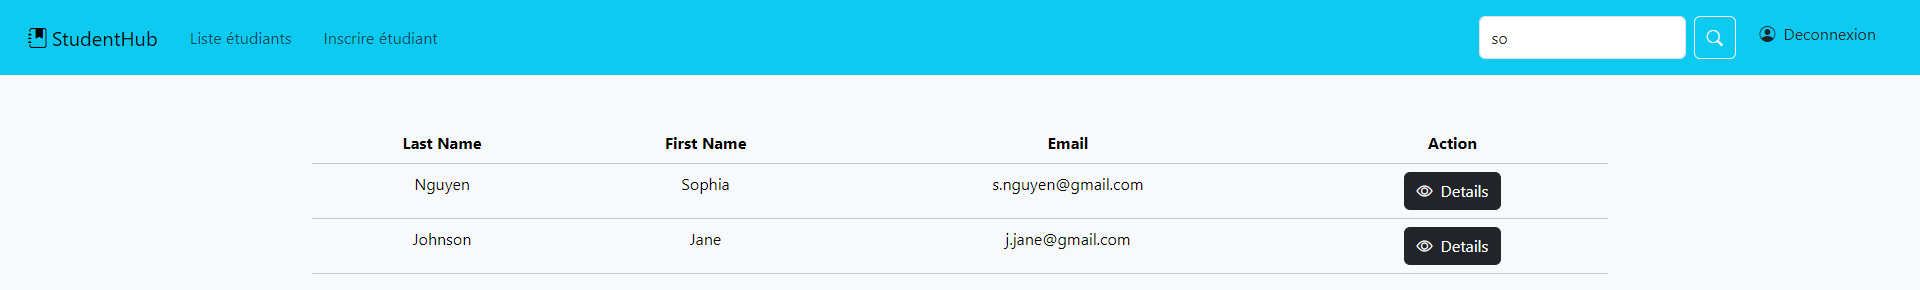 StudentHub Liste étudiants Inscrire étudiant so Deconnexion
Last Name First Name Email Action
Nguyen Sophia s.nguyen@gmail.com Details
Johnson Jane j.jane@gmail.com Details